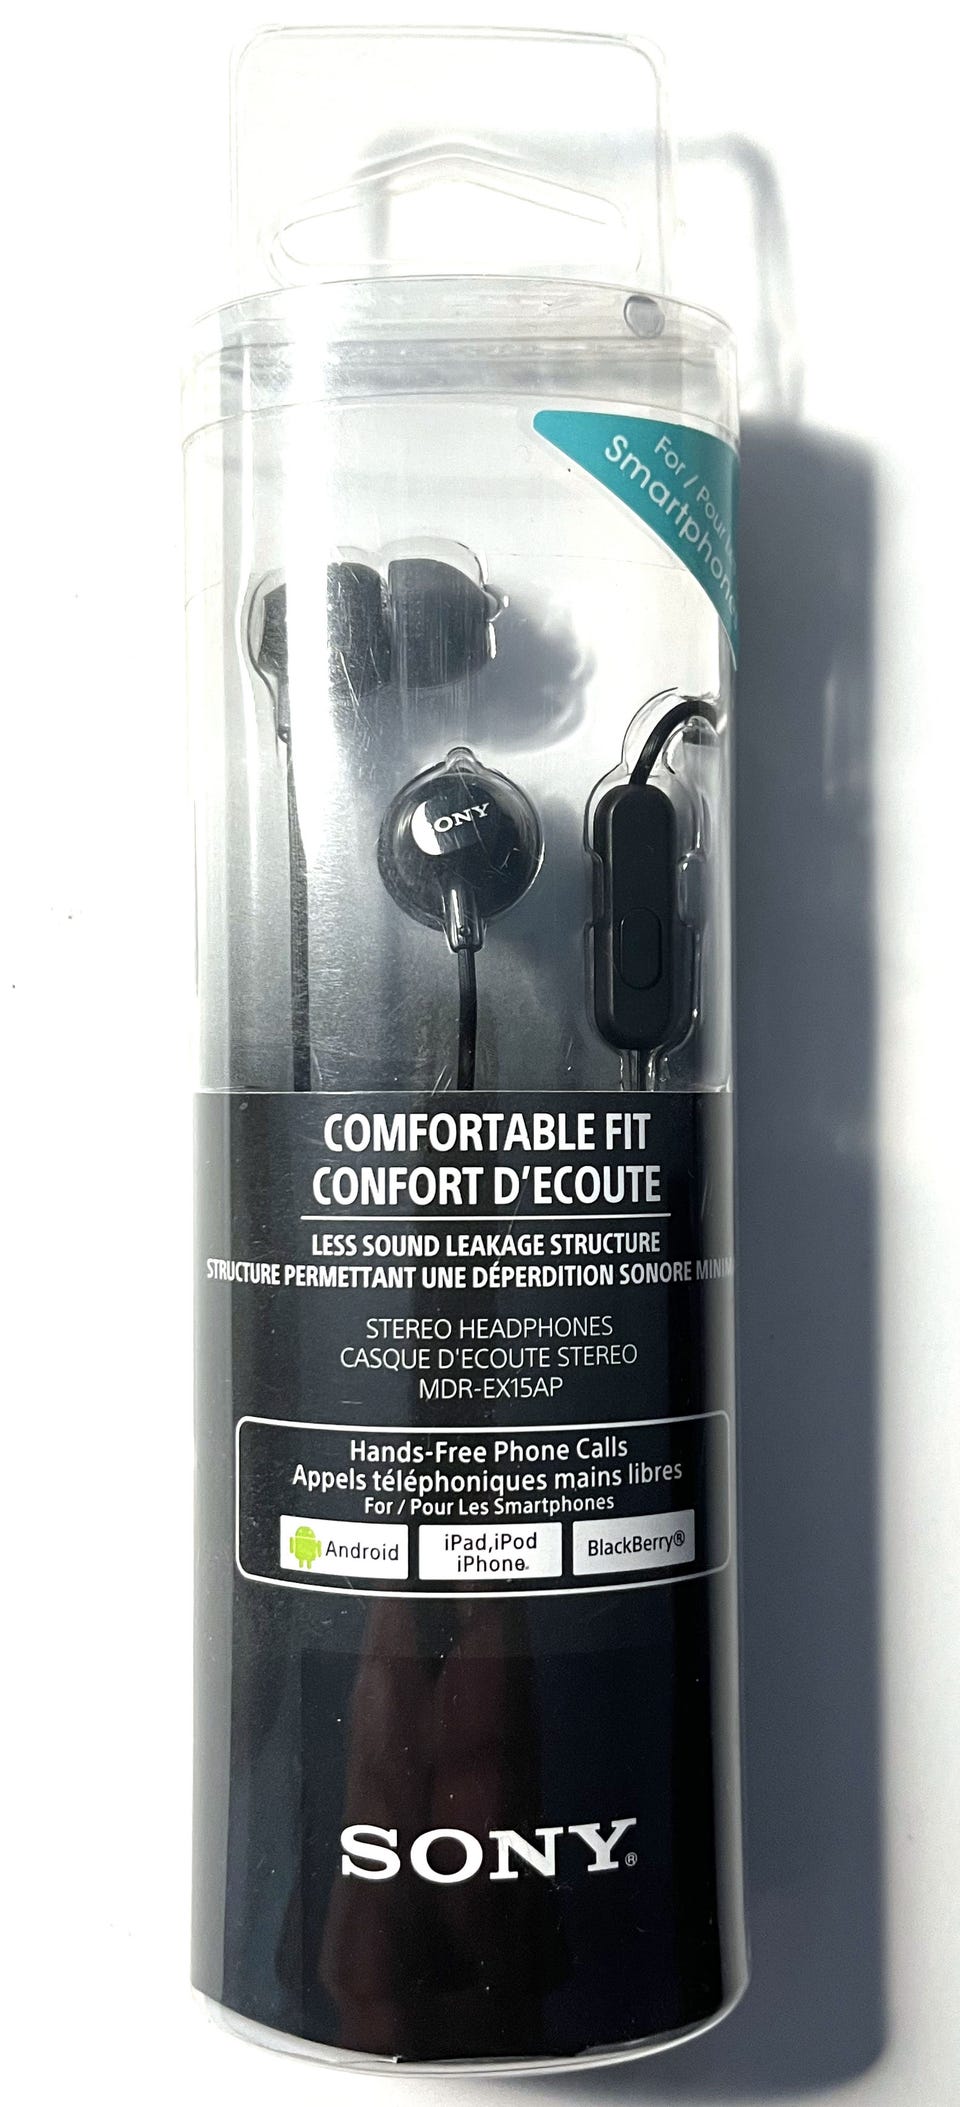 For / Pour
Smartphone
SONY
COMFORTABLE FIT
CONFORT D'ECOUTE
LESS SOUND LEAKAGE STRUCTURE
STRUCTURE PERMETTANT UNE DÉPERDITION SONORE
STEREO HEADPHONES
CASQUE D'ECOUTE STEREO
MDR-EX15AP
Hands-Free Phone Calls
Appels téléphoniques mains libres
For / Pour Les Smartphones
Android
iPad,iPod
iPhone
BlackBerry®
SONY®